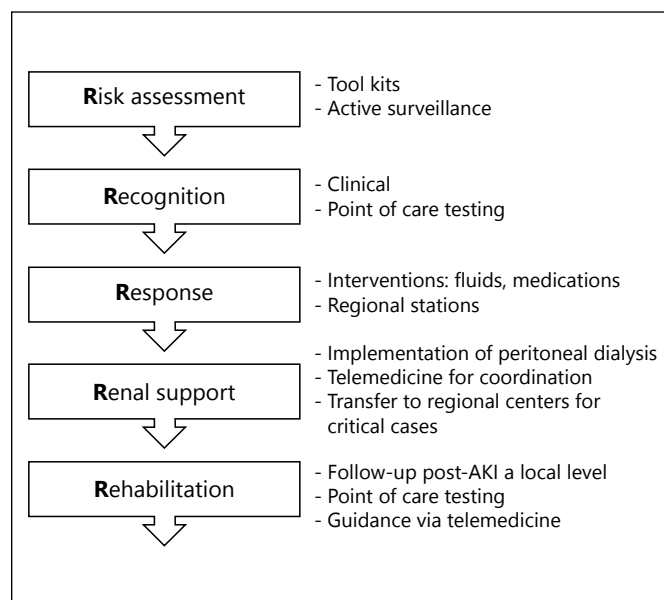 Risk assessment
- Tool kits
- Active surveillance
Recognition
- Clinical
- Point of care testing
Response
- Interventions: fluids, medications
- Regional stations
Renal support
- Implementation of peritoneal dialysis
- Telemedicine for coordination
- Transfer to regional centers for
critical cases
Rehabilitation
- Follow-up post-AKI a local level
- Point of care testing
- Guidance via telemedicine